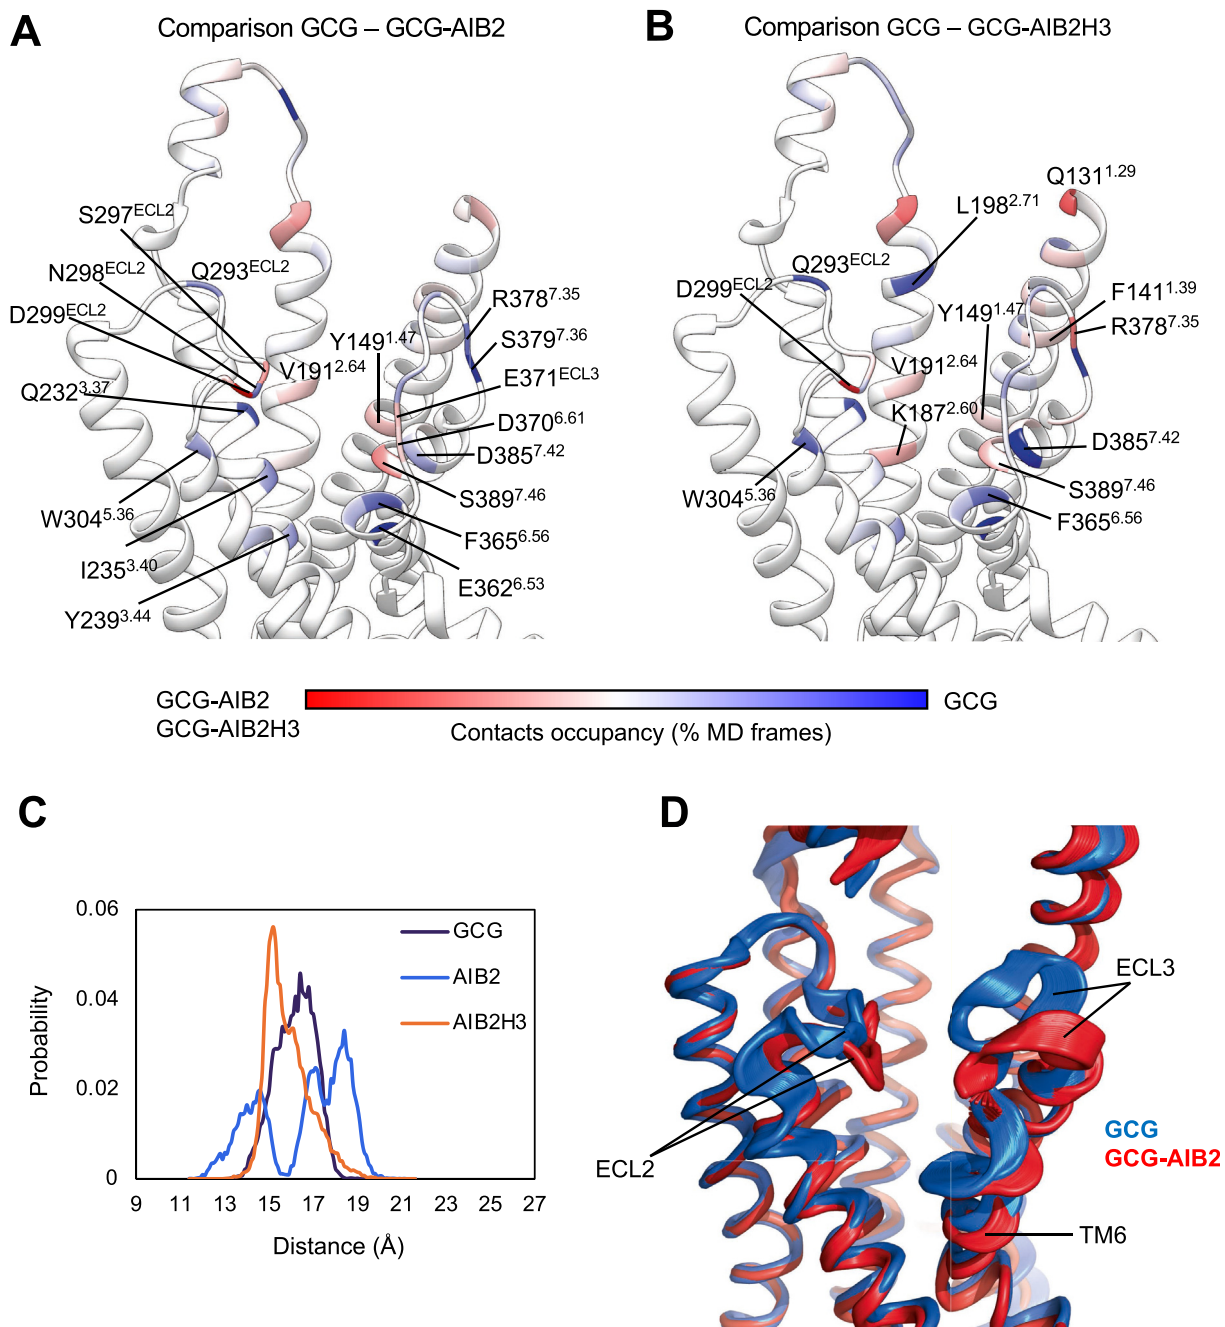 A
Comparison GCG – GCG-AIB2
S297ECL2
N298ECL2
Q293ECL2
D299ECL2
R3787.35
Y1491.47
S3797.36
V1912.64
E371ECL3
Q2323.37
D3706.61
D3857.42
S3897.46
W3045.36
F3656.56
I2353.40
E3626.53
Y2393.44
B
Comparison GCG – GCG-AIB2H3
Q1311.29
L1982.71
Q293ECL2
D299ECL2
Y1491.47
F1411.39
R3787.35
V1912.64
K1872.60
D3857.42
W3045.36
S3897.46
F3656.56
GCG-AIB2
GCG-AIB2H3
GCG
Contacts occupancy (% MD frames)
C
0.06
0.04
0.02
0
Probability
GCG
AIB2
AIB2H3
9 11 13 15 17 19 21 23 25 27
Distance (Å)
D
ECL3
GCG
GCG-AIB2
ECL2
TM6